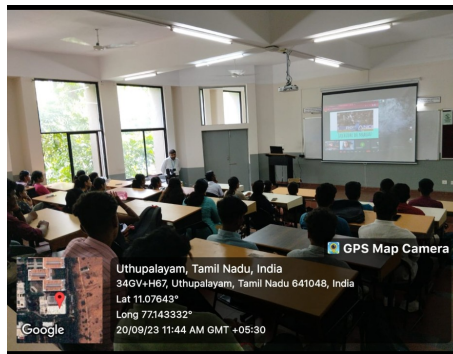 GPS Map Camera
Uthupalayam, Tamil Nadu, India
34GV+H67, Uthupalayam, Tamil Nadu 641048, India
Lat 11.07643°
Long 77.143332°
20/09/23 11:44 AM GMT +05:30
Google